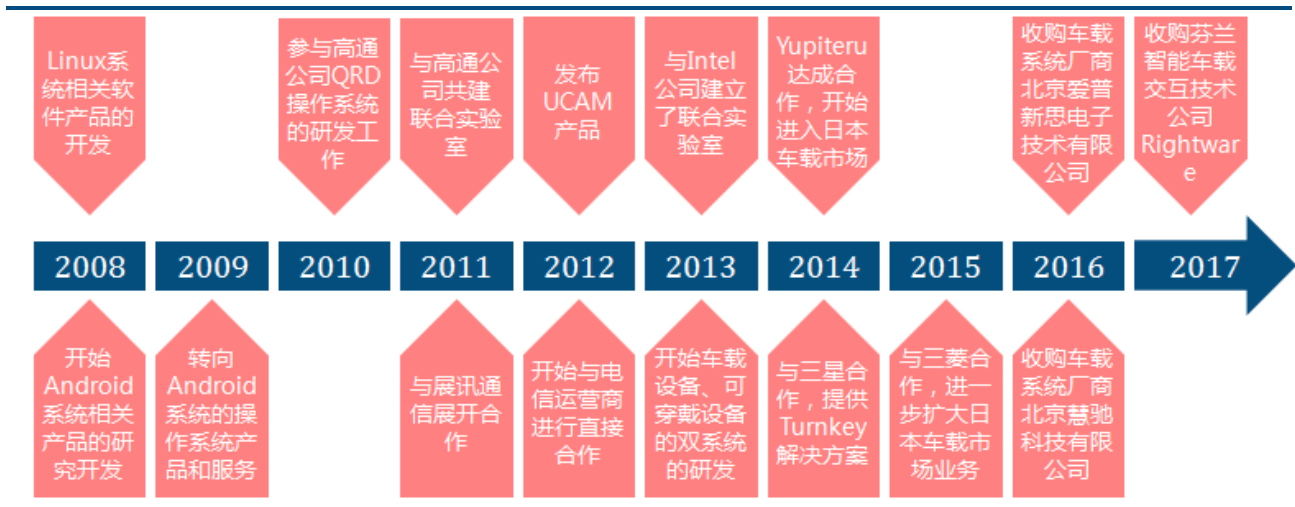 Linux系
统相关软
件产品的
开发
参与高通
公司QRD
操作系统
的研发工
作
与高通公
司共建
联合实验
室
发布
UCAM
产品
与Intel
公司建立
了联合实
验室
Yupiteru
达成合
作，开始
进入日本
车载市场
收购车载
系统厂商
北京爱普
新思电子
技术有限
公司
收购芬兰
智能车载
交互技术
公司
Rightwar
e
2008
2009
2010
2011
2012
2013
2014
2015
2016
2017
开始
Android
系统相关
产品的研
究开发
转向
Android
系统的操
作系统产
品和服务
与展讯通
信展开合
作
开始与电
信运营商
进行直接
合作
开始车载
设备、可
穿戴设备
的双系统
的研发
与三星合
作，提供
Turnkey
解决方案
与三菱合
作，进一
步扩大日
本车载市
场业务
收购车载
系统厂商
北京慧驰
科技有限
公司